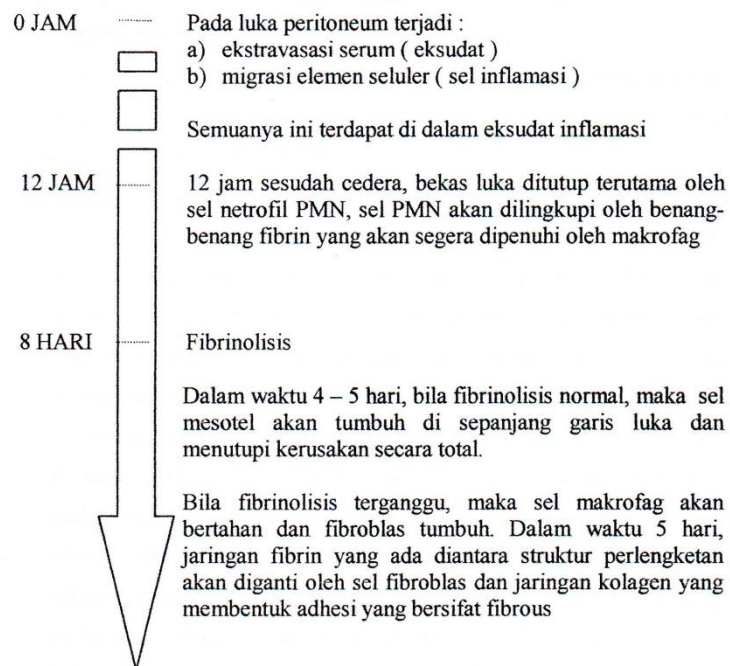 0 JAM ........... Pada luka peritoneum terjadi :
a) ekstravasasi serum ( eksudat )
b) migrasi elemen seluler ( sel inflamasi )
Semuanya ini terdapat di dalam eksudat inflamasi
12 JAM ........... 12 jam sesudah cedera, bekas luka ditutup terutama oleh
sel netrofil PMN, sel PMN akan dilingkupi oleh benang-
benang fibrin yang akan segera dipenuhi oleh makrofag
8 HARI ........... Fibrinolisis
Dalam waktu 4 – 5 hari, bila fibrinolisis normal, maka sel
mesotel akan tumbuh di sepanjang garis luka dan
menutupi kerusakan secara total.
Bila fibrinolisis terganggu, maka sel makrofag akan
bertahan dan fibroblas tumbuh. Dalam waktu 5 hari,
jaringan fibrin yang ada diantara struktur perlengketan
akan diganti oleh sel fibroblas dan jaringan kolagen yang
membentuk adhesi yang bersifat fibrous